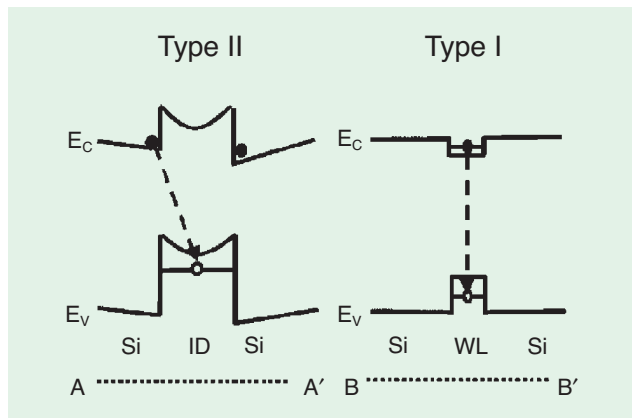 Type II Type I
E_C E_C
E_V E_V
Si ID Si Si WL Si
A A′ B B′